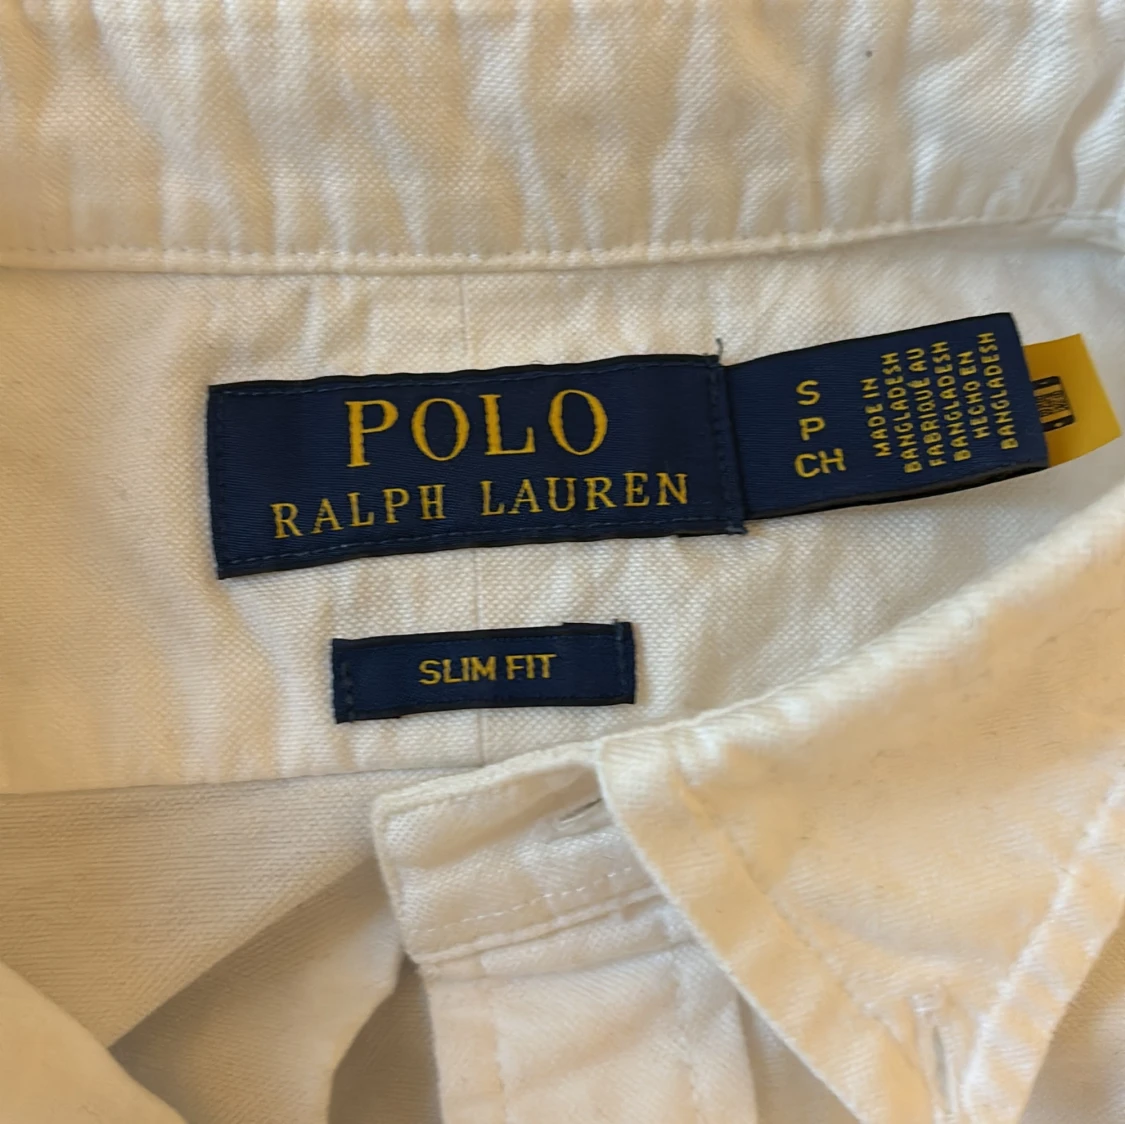 POLO
RALPH LAUREN
S
P
CH
MADE IN
BANGLADESH
FABRIQUÉ AU
BANGLADESH
HECHO EN
BANGLADESH
SLIM FIT